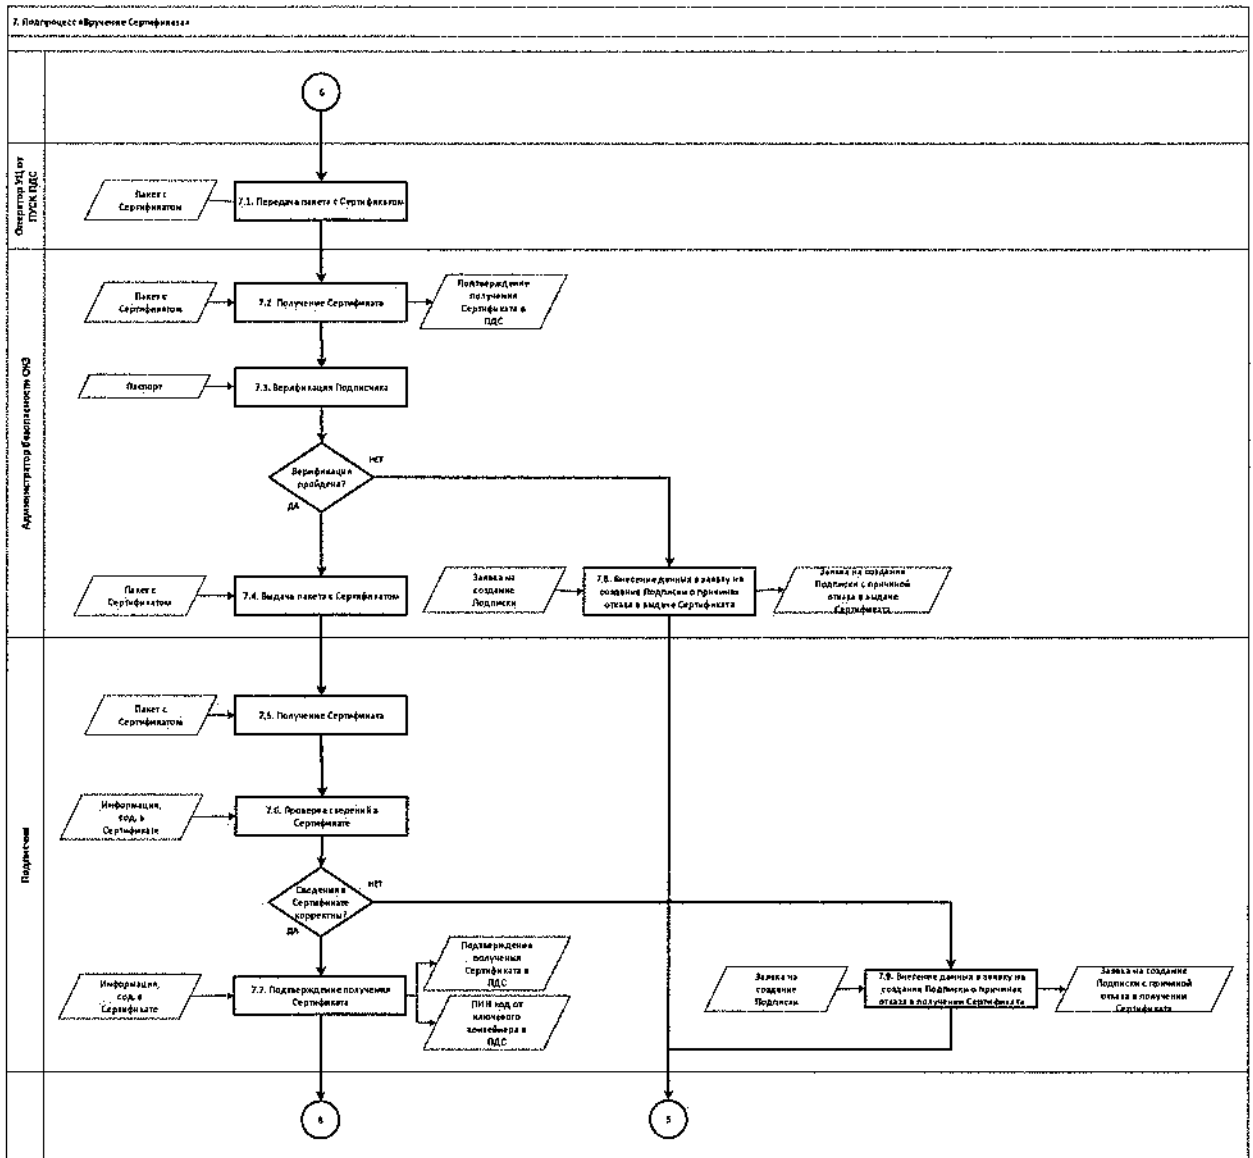 7. Подпроцесс «Вручение Сертификата»
6
Оператор УЦ от
ПУСК ПДС
Пакет с
Сертификатом
7.1. Передача пакета с Сертификатом
Администратор безопасности СКЗ
Пакет с
Сертификатом
7.2. Получение Сертификата
Подтверждение
получения
Сертификата в
ПДС
Паспорт
7.3. Верификация Подписчика
Верификация
пройдена?
НЕТ
ДА
Пакет с
Сертификатом
7.4. Выдача пакета с Сертификатом
Заявка на
создание
Подписки
7.8. Внесение данных в заявку на
создание Подписки о причинах
отказа в выдаче Сертификата
Заявка на создание
Подписки с причиной
отказа в выдаче
Сертификата
Подписчик
Пакет с
Сертификатом
7.5. Получение Сертификата
Информация,
сод. в
Сертификате
7.6. Проверка сведений в
Сертификате
Сведения в
Сертификате
корректны?
НЕТ
ДА
Информация,
сод. в
Сертификате
7.7. Подтверждение получения
Сертификата
Подтверждение
получения
Сертификата в
ПДС
ПИН код от
ключевого
контейнера в
ПДС
Заявка на
создание
Подписки
7.9. Внесение данных в заявку на
создание Подписки о причинах
отказа в получении Сертификата
Заявка на создание
Подписки с причиной
отказа в получении
Сертификата
8
5